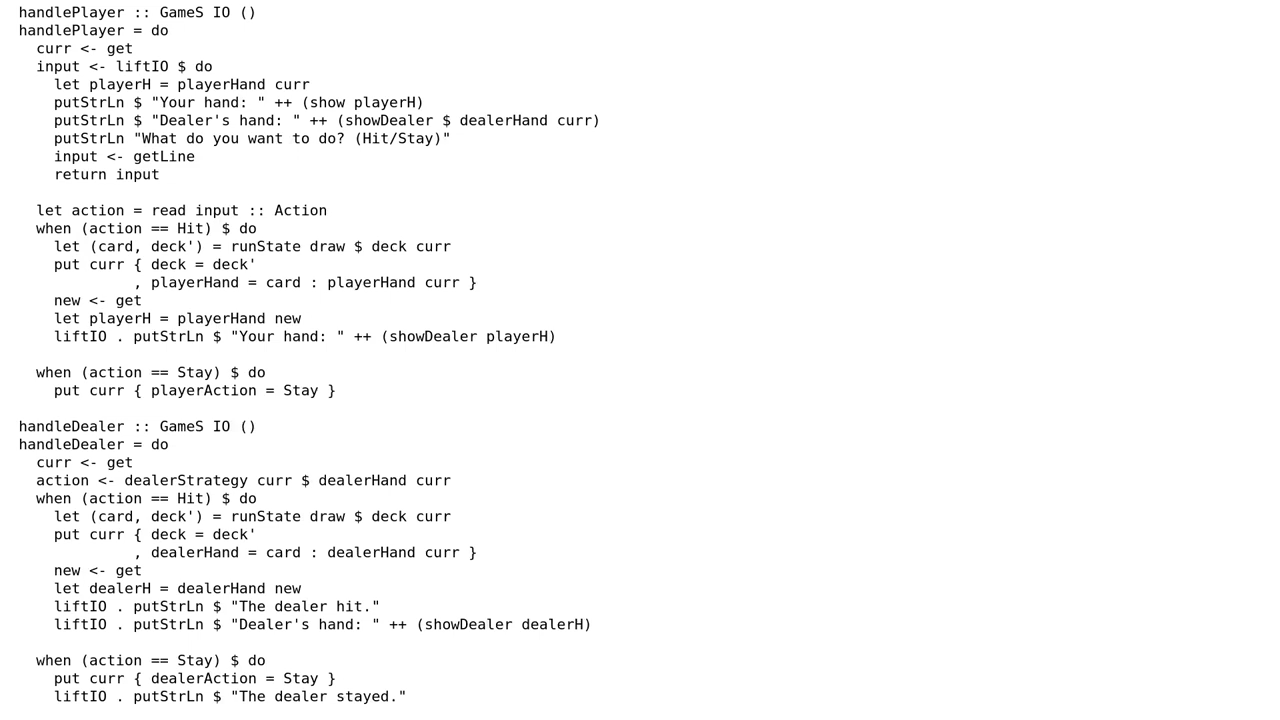 handlePlayer :: GameS IO ()
handlePlayer = do
  curr <- get
  input <- liftIO $ do
    let playerH = playerHand curr
    putStrLn $ "Your hand: " ++ (show playerH)
    putStrLn $ "Dealer's hand: " ++ (showDealer $ dealerHand curr)
    putStrLn "What do you want to do? (Hit/Stay)"
    input <- getLine
    return input

  let action = read input :: Action
  when (action == Hit) $ do
    let (card, deck') = runState draw $ deck curr
    put curr { deck = deck'
             , playerHand = card : playerHand curr }
    new <- get
    let playerH = playerHand new
    liftIO . putStrLn $ "Your hand: " ++ (showDealer playerH)

  when (action == Stay) $ do
    put curr { playerAction = Stay }

handleDealer :: GameS IO ()
handleDealer = do
  curr <- get
  action <- dealerStrategy curr $ dealerHand curr
  when (action == Hit) $ do
    let (card, deck') = runState draw $ deck curr
    put curr { deck = deck'
             , dealerHand = card : dealerHand curr }
    new <- get
    let dealerH = dealerHand new
    liftIO . putStrLn $ "The dealer hit."
    liftIO . putStrLn $ "Dealer's hand: " ++ (showDealer dealerH)

  when (action == Stay) $ do
    put curr { dealerAction = Stay }
    liftIO . putStrLn $ "The dealer stayed."